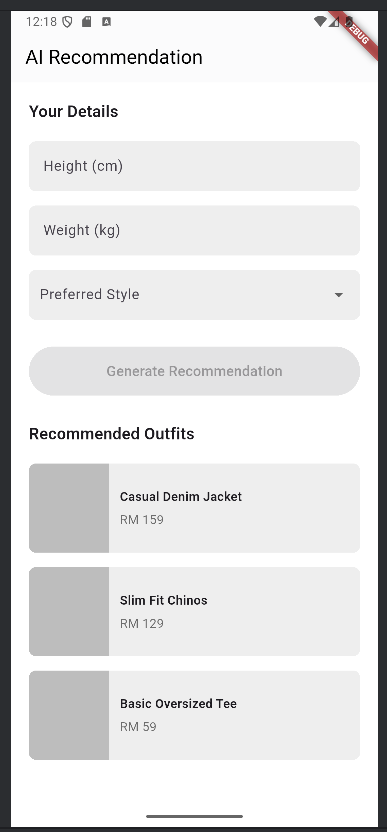 12:18
DEBUG
AI Recommendation
Your Details
Height (cm)
Weight (kg)
Preferred Style
Generate Recommendation
Recommended Outfits
Casual Denim Jacket
RM 159
Slim Fit Chinos
RM 129
Basic Oversized Tee
RM 59